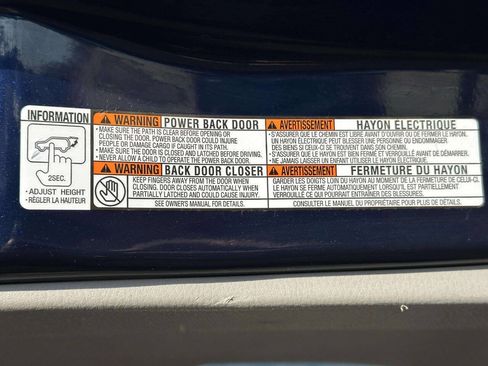 INFORMATION
2SEC.
• ADJUST HEIGHT
• RÉGLER LA HAUTEUR
WARNING POWER BACK DOOR
• MAKE SURE THE PATH IS CLEAR BEFORE OPENING OR
CLOSING THE DOOR. POWER BACK DOOR COULD INJURE
PEOPLE OR DAMAGE CARGO IF CAUGHT IN ITS PATH.
• MAKE SURE THE DOOR IS CLOSED AND LATCHED BEFORE DRIVING.
• NEVER ALLOW A CHILD TO OPERATE THE POWER BACK DOOR.
WARNING BACK DOOR CLOSER
KEEP FINGERS AWAY FROM THE DOOR WHEN
CLOSING. DOOR CLOSES AUTOMATICALLY WHEN
PARTIALLY LATCHED AND COULD CAUSE INJURY.
SEE OWNERS MANUAL FOR DETAILS.
AVERTISSEMENT HAYON ÉLECTRIQUE
• S'ASSURER QUE LE CHEMIN EST LIBRE AVANT D'OUVRIR OU DE FERMER LE HAYON.
UN HAYON ÉLECTRIQUE PEUT BLESSER UNE PERSONNE OU ENDOMMAGER
DES BIENS SI CEUX-CI SE TROUVENT DANS SON CHEMIN.
• S'ASSURER QUE LE HAYON EST BIEN FERMÉ ET VERROUILLÉ AVANT DE DÉMARRER.
• NE JAMAIS LAISSER UN ENFANT UTILISER LE HAYON ÉLECTRIQUE.
AVERTISSEMENT FERMETURE DU HAYON
GARDER LES DOIGTS LOIN DU HAYON AU MOMENT DE LA FERMETURE DE CELUI-CI.
LE HAYON SE FERME AUTOMATIQUEMENT LORSQU'IL EST PARTIELLEMENT
VERROUILLÉ CE QUI POURRAIT ENTRAÎNER DES BLESSURES.
CONSULTER LE MANUEL DU PROPRIÉTAIRE POUR PLUS DE DÉTAILS.